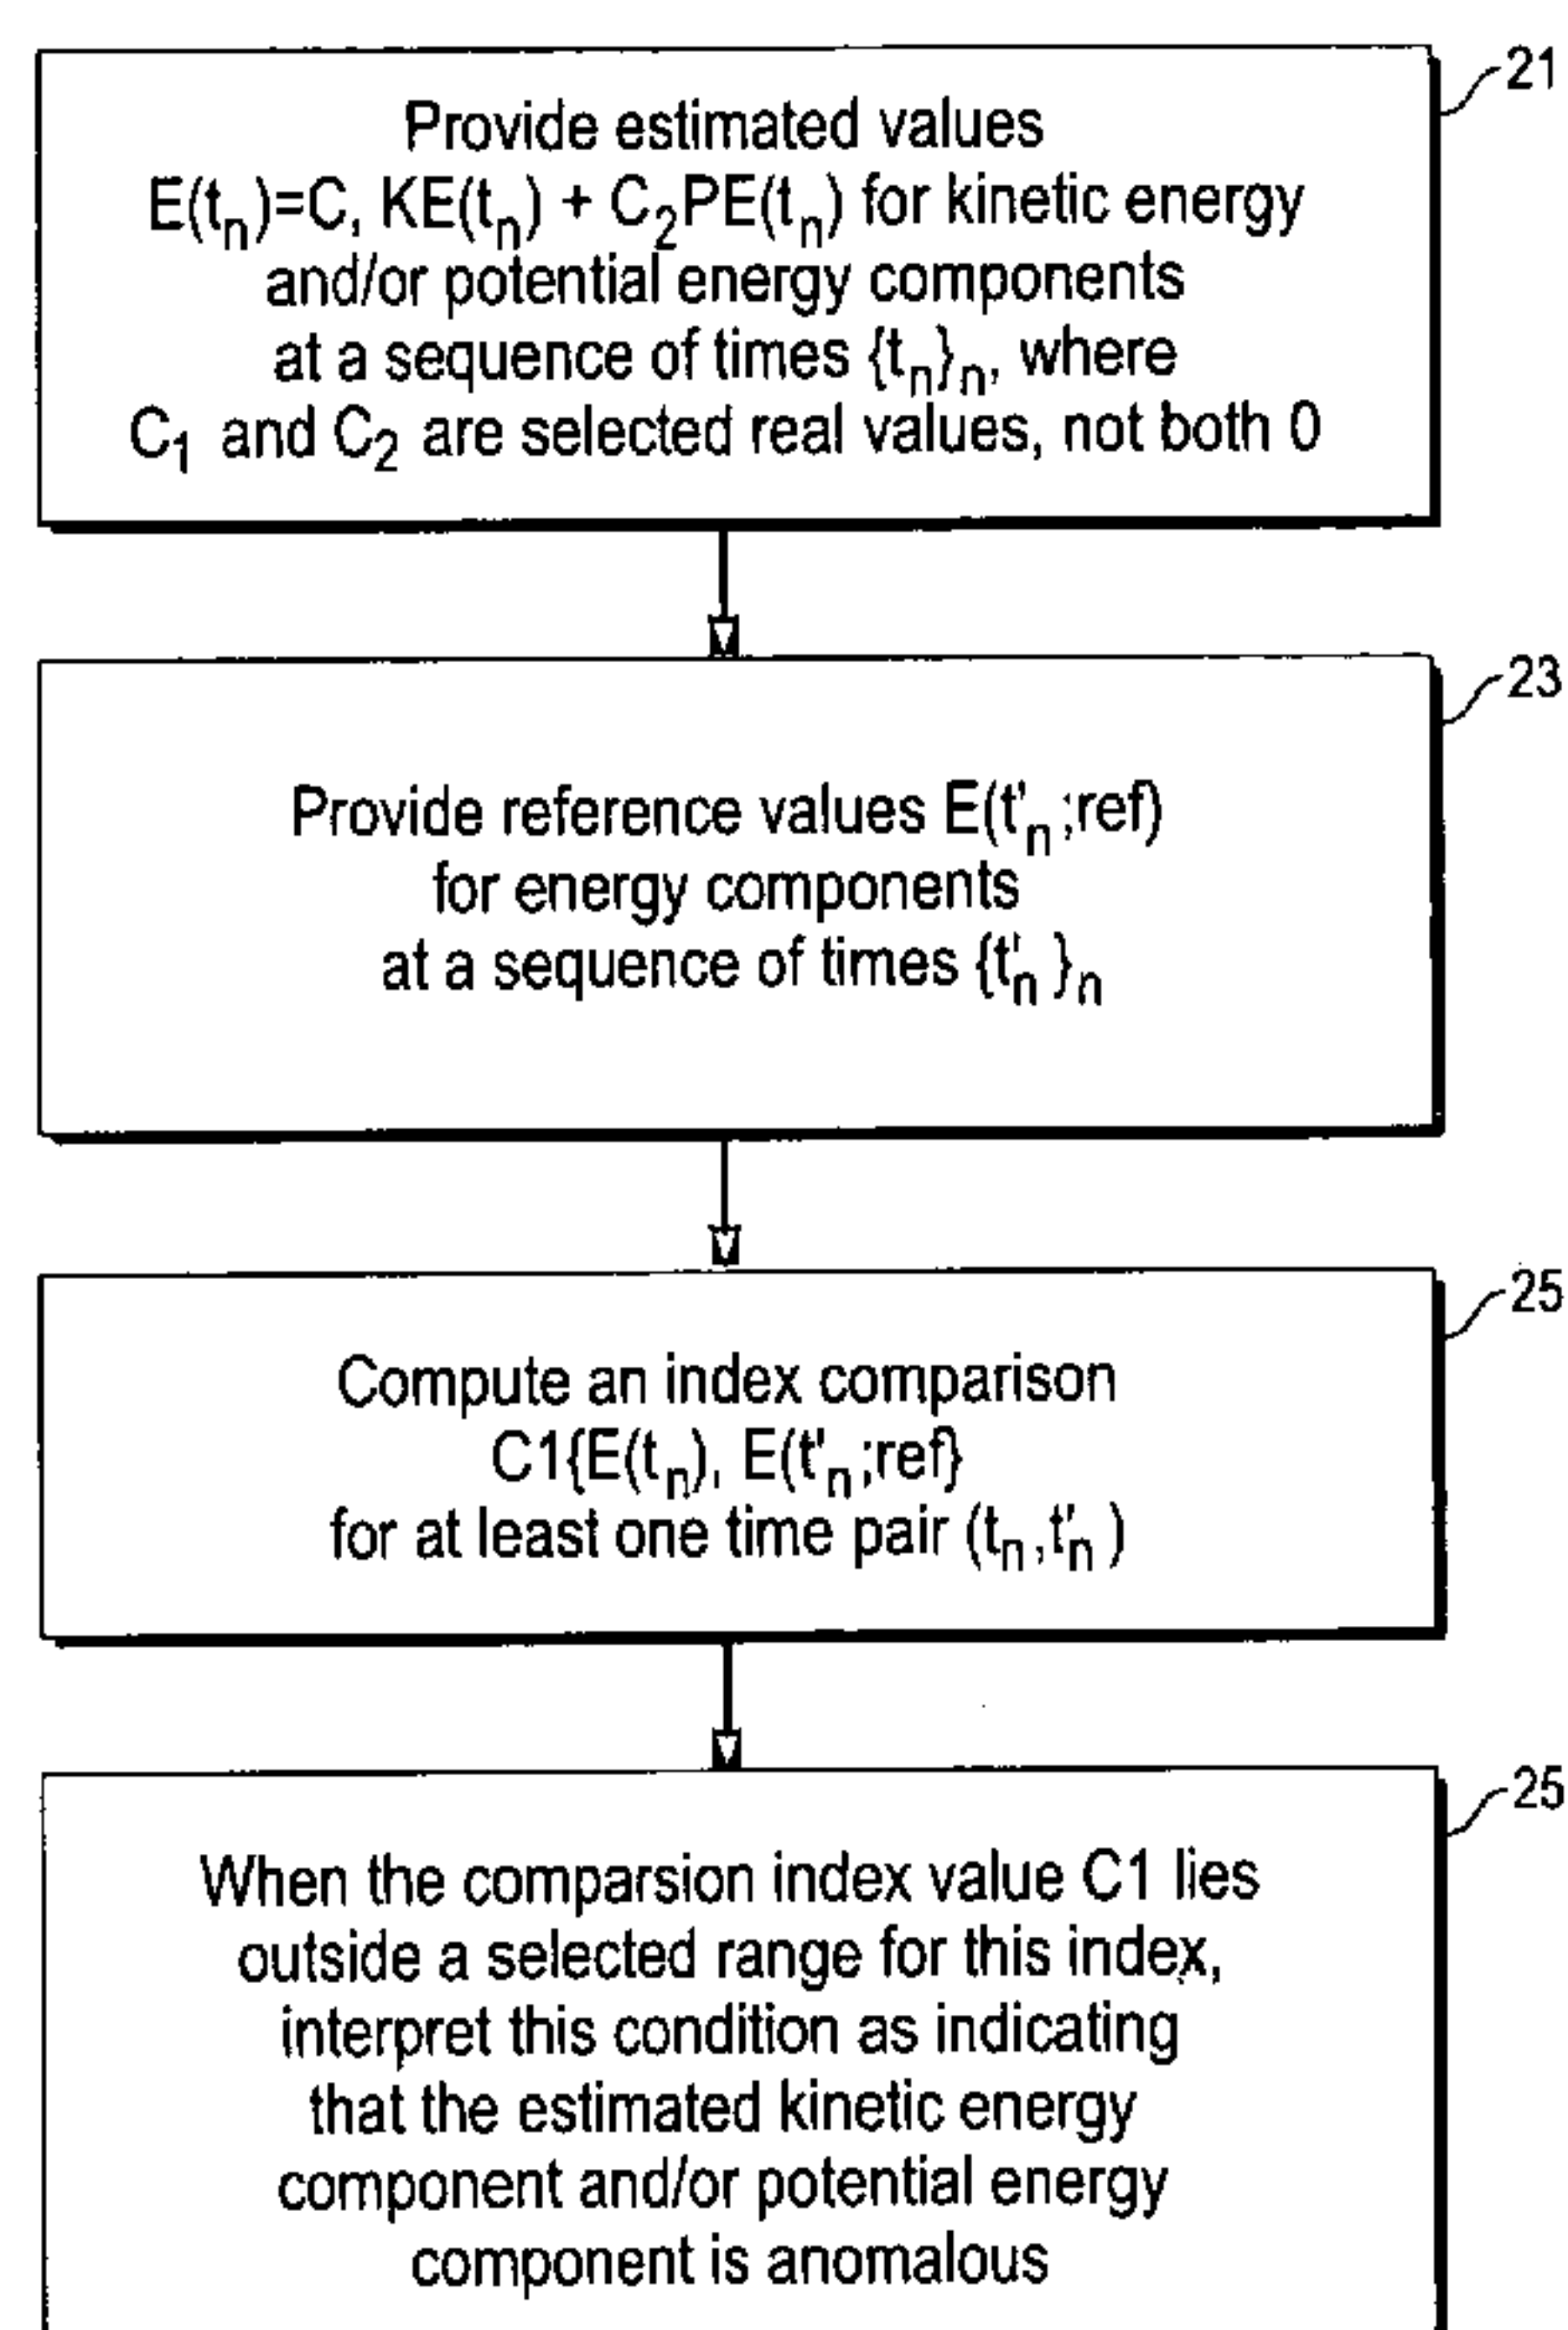 21
Provide estimated values
E(tₙ)=C, KE(tₙ) + C₂PE(tₙ) for kinetic energy
and/or potential energy components
at a sequence of times {tₙ}ₙ, where
C₁ and C₂ are selected real values, not both 0
23
Provide reference values E(t'ₙ;ref)
for energy components
at a sequence of times {t'ₙ}ₙ
25
Compute an index comparison
C1{E(tₙ), E(t'ₙ;ref}
for at least one time pair (tₙ,t'ₙ)
25
When the comparsion index value C1 lies
outside a selected range for this index,
interpret this condition as indicating
that the estimated kinetic energy
component and/or potential energy
component is anomalous